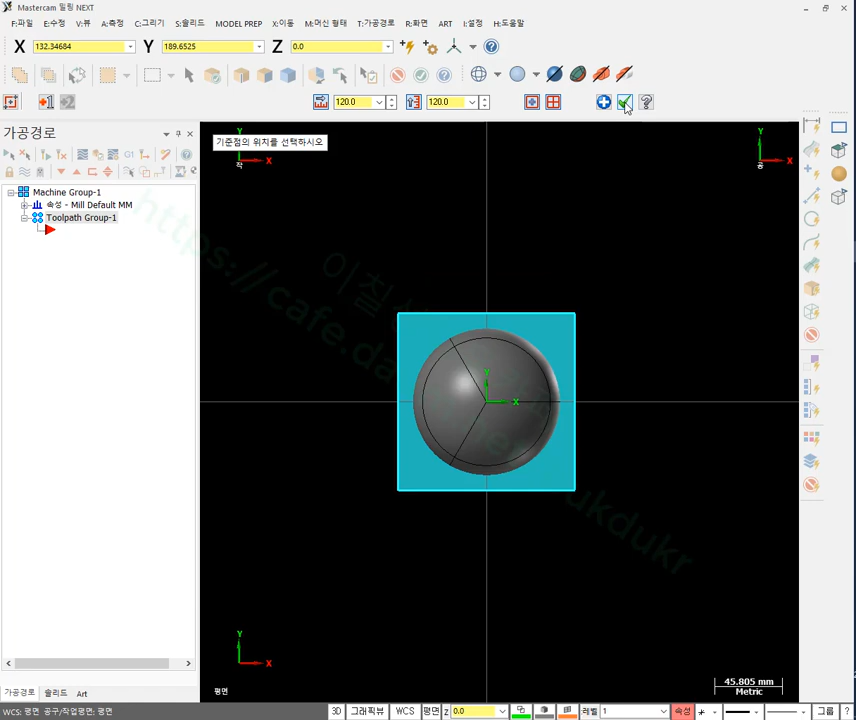 Mastercam 밀링 NEXT
F:파일 E:수정 V:뷰 A:측정 C:그리기 S:솔리드 MODEL PREP X:이동 M:머신 형태 T:가공경로 R:화면 ART I:설정 H:도움말
X 132.34684 Y 189.6525 Z 0.0
120.0 120.0
가공경로
기준점의 위치를 선택하시오
G1
Machine Group-1
속성 - Mill Default MM
Toolpath Group-1
Y
X
작
Y
X
공
Y
X
Y
X
https://cafe.da
45.805 mm
Metric
평면
가공경로 솔리드 Art
WCS: 평면 공구/작업평면: 평면
3D 그래픽뷰 WCS 평면 Z 0.0 레벨 1 속성 그룹 ?